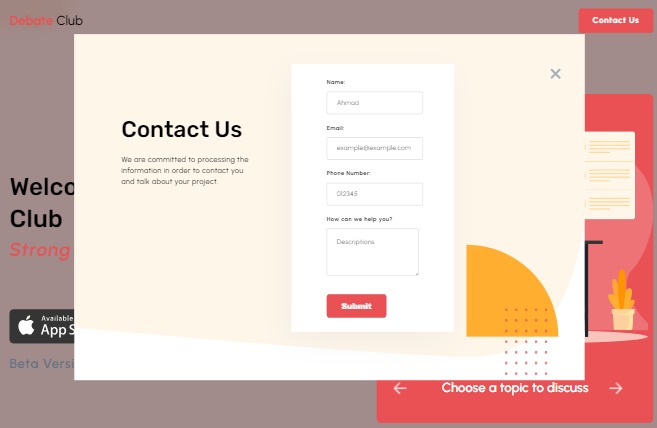 Debate Club
Contact Us
Name:
Ahmad
Contact Us
Email:
example@example.com
We are committed to processing the
information in order to contact you
and talk about your project.
Phone Number:
012345
How can we help you?
Descriptions
Submit
Club
Strong
Available
App
Beta
Choose a topic to discuss